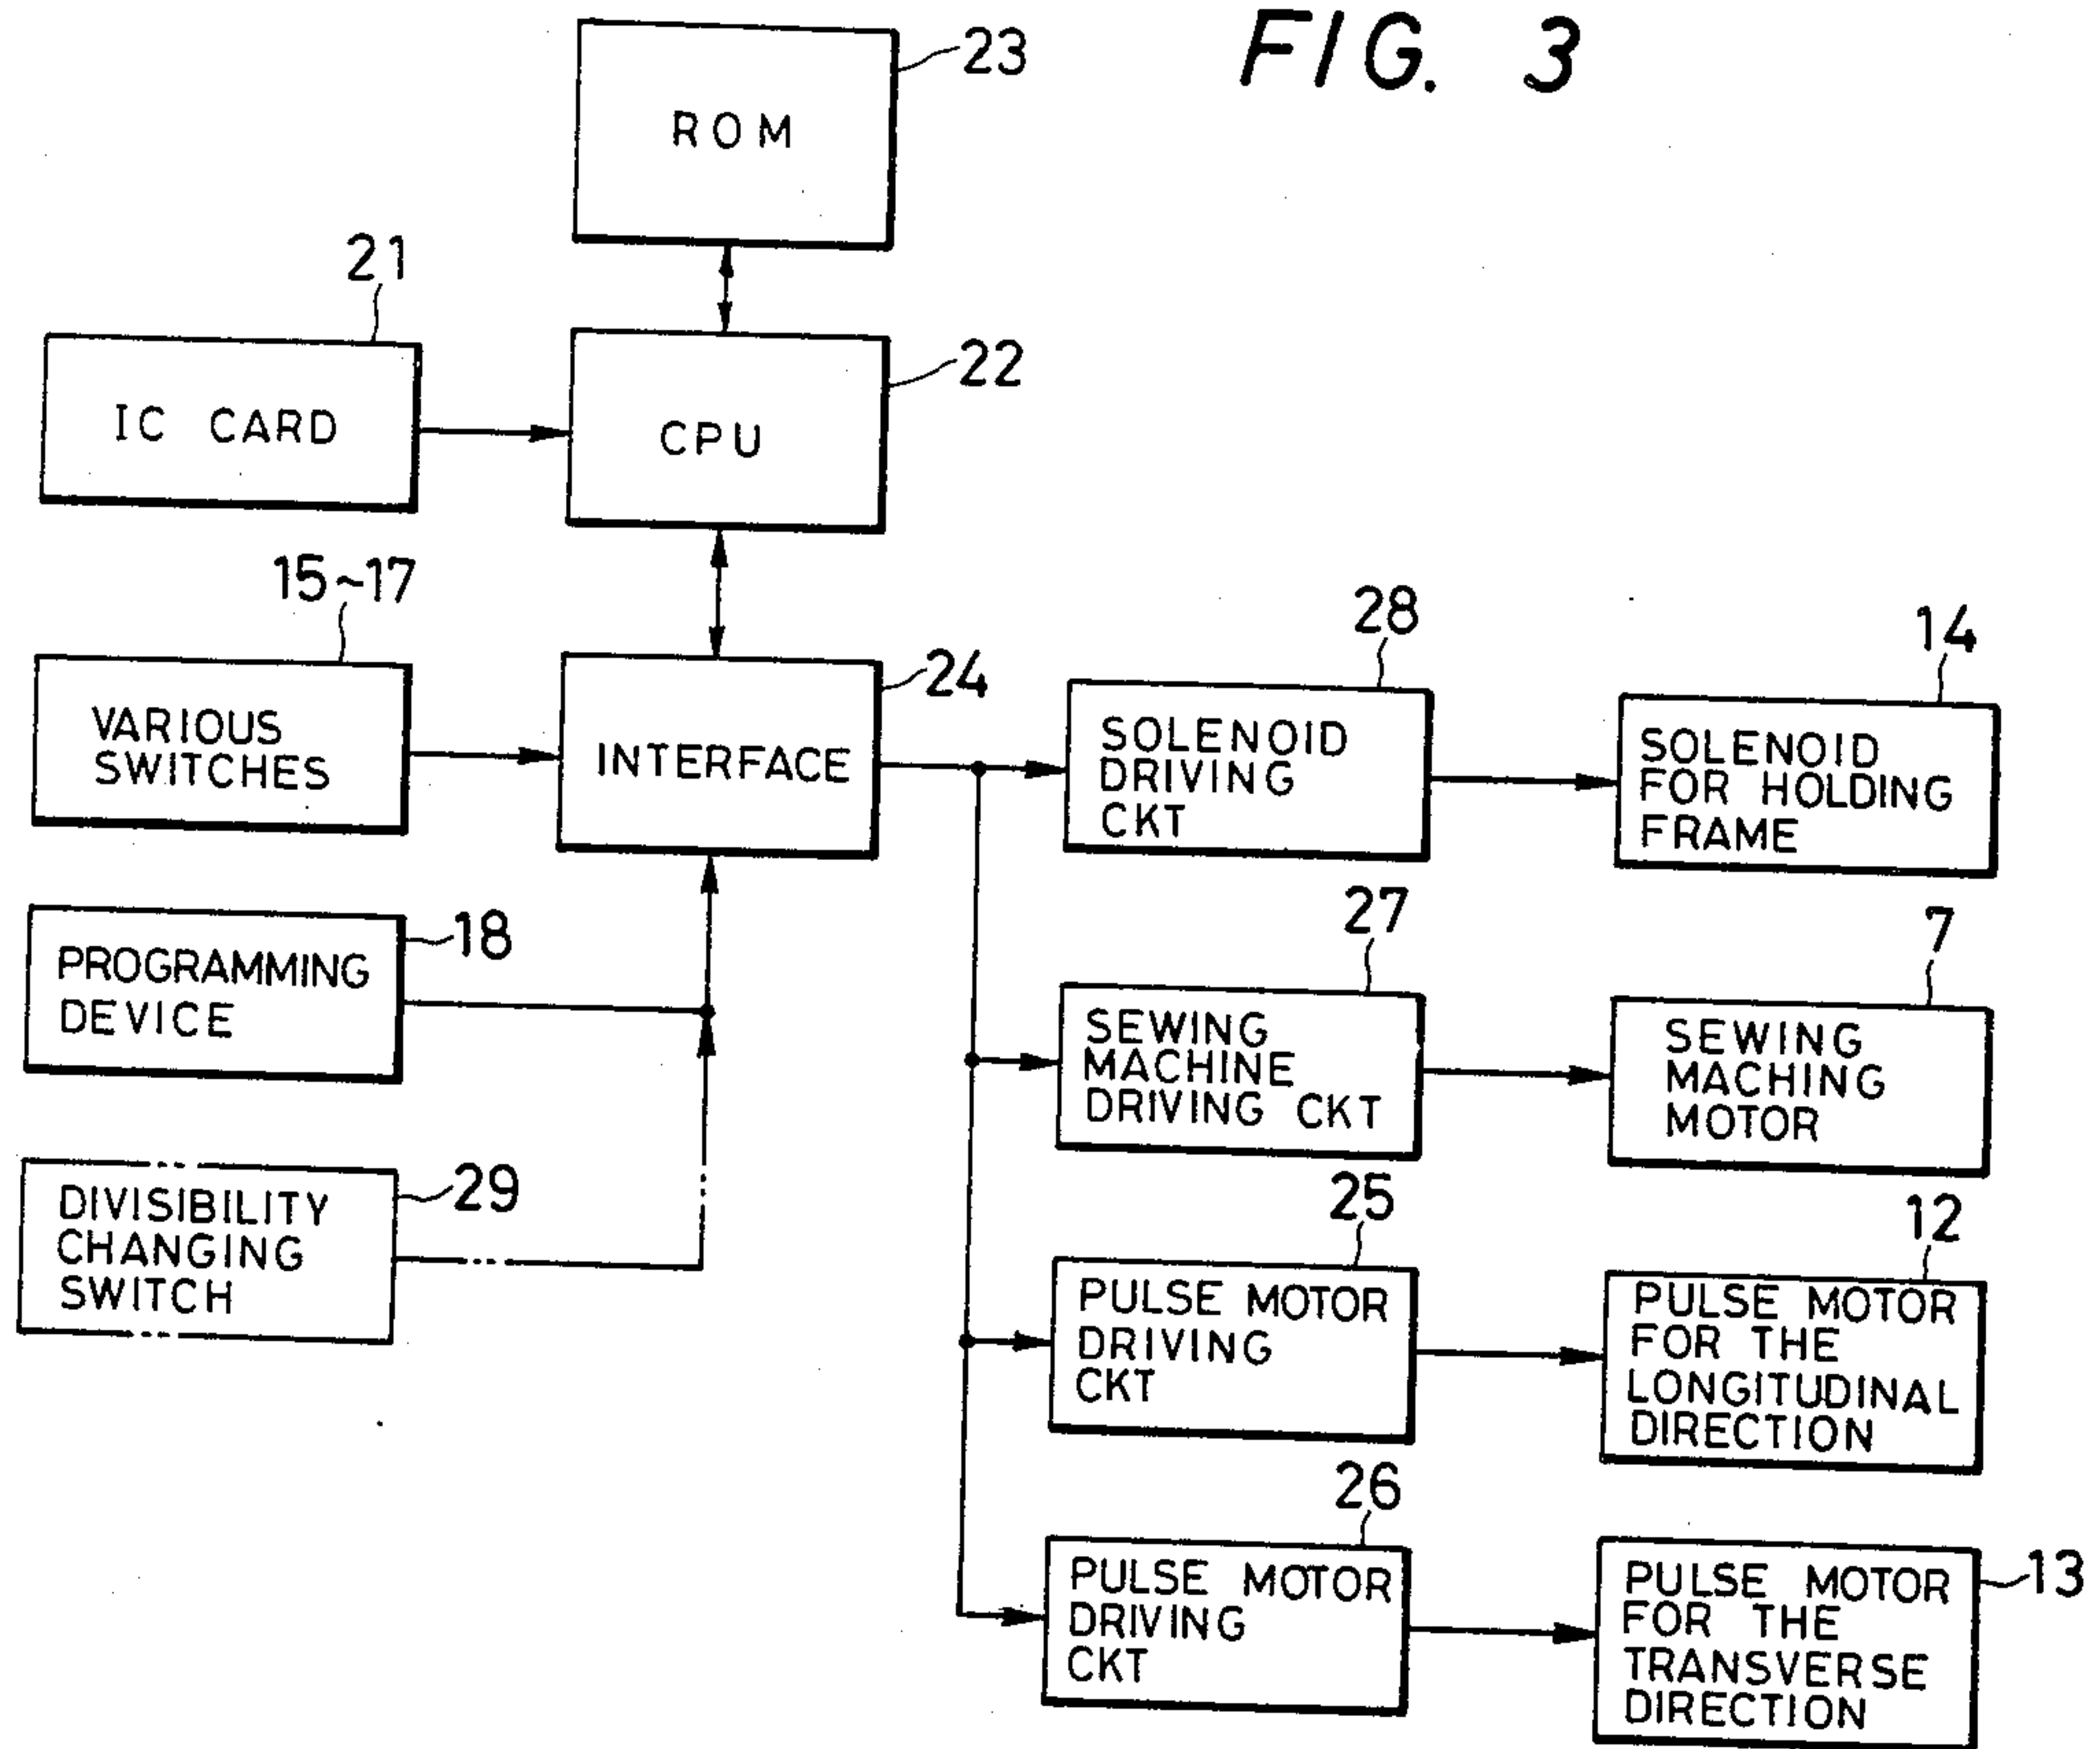 FIG. 3
23
ROM
21
IC CARD
22
CPU
15~17
VARIOUS
SWITCHES
24
INTERFACE
28
SOLENOID
DRIVING
CKT
14
SOLENOID
FOR HOLDING
FRAME
18
PROGRAMMING
DEVICE
27
SEWING
MACHINE
DRIVING CKT
7
SEWING
MACHING
MOTOR
29
DIVISIBILITY
CHANGING
SWITCH
25
PULSE MOTOR
DRIVING
CKT
12
PULSE MOTOR
FOR THE
LONGITUDINAL
DIRECTION
26
PULSE MOTOR
DRIVING
CKT
13
PULSE MOTOR
FOR THE
TRANSVERSE
DIRECTION